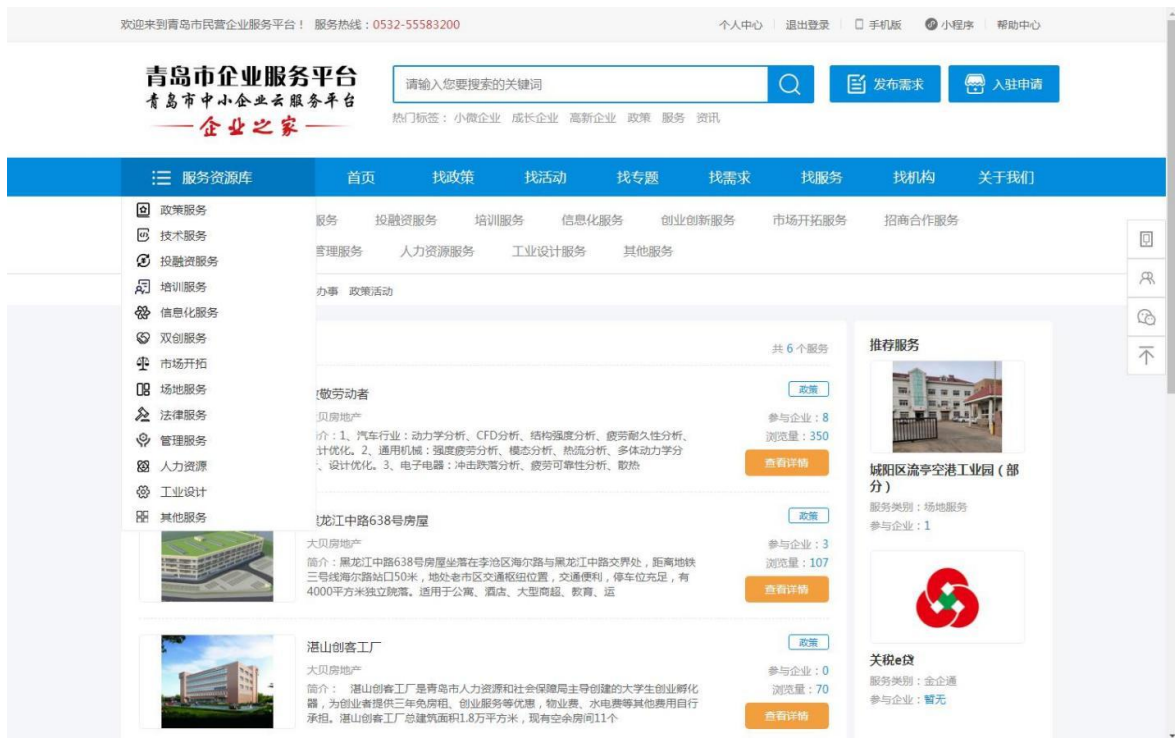 欢迎来到青岛市民营企业服务平台！ 服务热线：0532-55583200
个人中心 退出登录 手机版 小程序 帮助中心
青岛市企业服务平台
青岛市中小企业云服务平台
企业之家
请输入您要搜索的关键词
发布需求
入驻申请
热门标签：小微企业 成长企业 高新企业 政策 服务 资讯
服务资源库 首页 找政策 找活动 找专题 找需求 找服务 找机构 关于我们
政策服务
技术服务
投融资服务
培训服务
信息化服务
双创服务
市场开拓
场地服务
法律服务
管理服务
人力资源
工业设计
其他服务
服务 投融资服务 培训服务 信息化服务 创业创新服务 市场开拓服务 招商合作服务
管理服务 人力资源服务 工业设计服务 其他服务
办事 政策活动
共 6 个服务
敬劳动者
政策
贝房地产
参与企业：8
介：1、汽车行业：动力学分析、CFD分析、结构强度分析、疲劳耐久性分析、
计优化。2、通用机械：强度疲劳分析、模态分析、热流分析、多体动力学分
、设计优化。3、电子电器：冲击跌落分析、疲劳可靠性分析、散热
浏览量：350
查看详情
龙江中路638号房屋
政策
大贝房地产
参与企业：3
简介：黑龙江中路638号房屋坐落在李沧区海尔路与黑龙江中路交界处，距离地铁
三号线海尔路站口50米，地处老市区交通枢纽位置，交通便利，停车位充足，有
4000平方米独立院落。适用于公寓、酒店、大型商超、教育、运
浏览量：107
查看详情
湛山创客工厂
政策
大贝房地产
参与企业：0
简介： 湛山创客工厂是青岛市人力资源和社会保障局主导创建的大学生创业孵化
器，为创业者提供三年免房租、创业服务等优惠，物业费、水电费等其他费用自行
承担。湛山创客工厂总建筑面积1.8万平方米，现有空余房间11个
浏览量：70
查看详情
推荐服务
城阳区流亭空港工业园（部
分）
服务类别：场地服务
参与企业：1
关税e贷
服务类别：金企通
参与企业：暂无